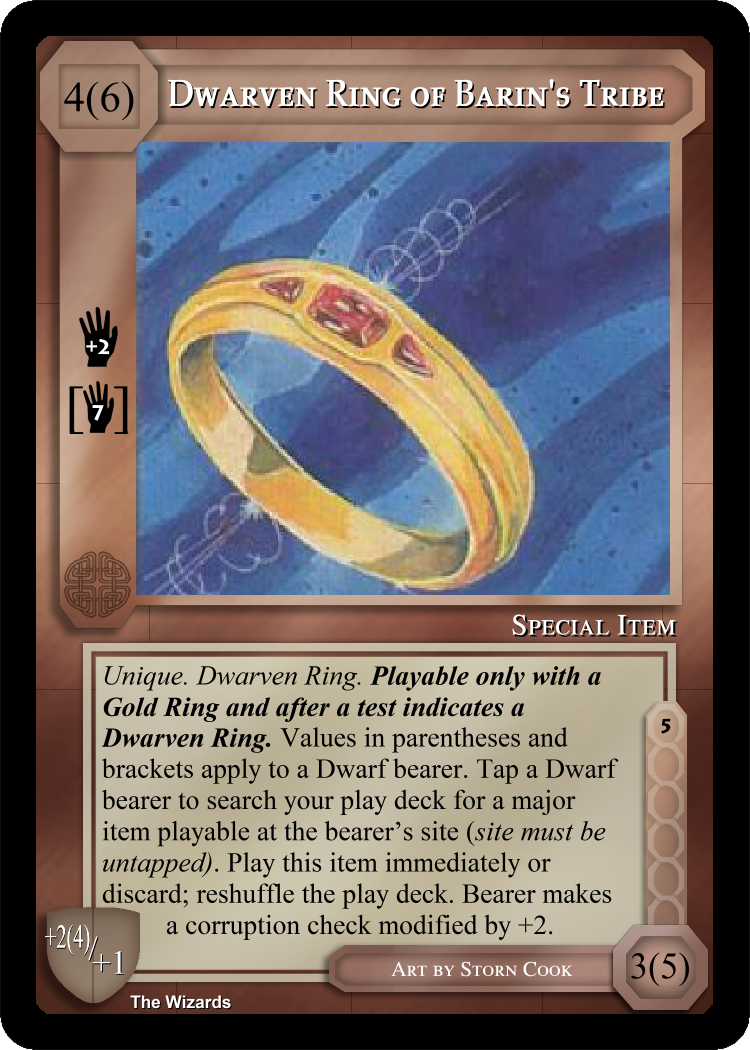 4(6)
Dwarven Ring of Barin's Tribe
+2
[7]
Special Item
Unique. Dwarven Ring. Playable only with a
Gold Ring and after a test indicates a
Dwarven Ring. Values in parentheses and
brackets apply to a Dwarf bearer. Tap a Dwarf
bearer to search your play deck for a major
item playable at the bearer’s site (site must be
untapped). Play this item immediately or
discard; reshuffle the play deck. Bearer makes
a corruption check modified by +2.
5
+2(4)/+1
Art by Storn Cook
3(5)
The Wizards